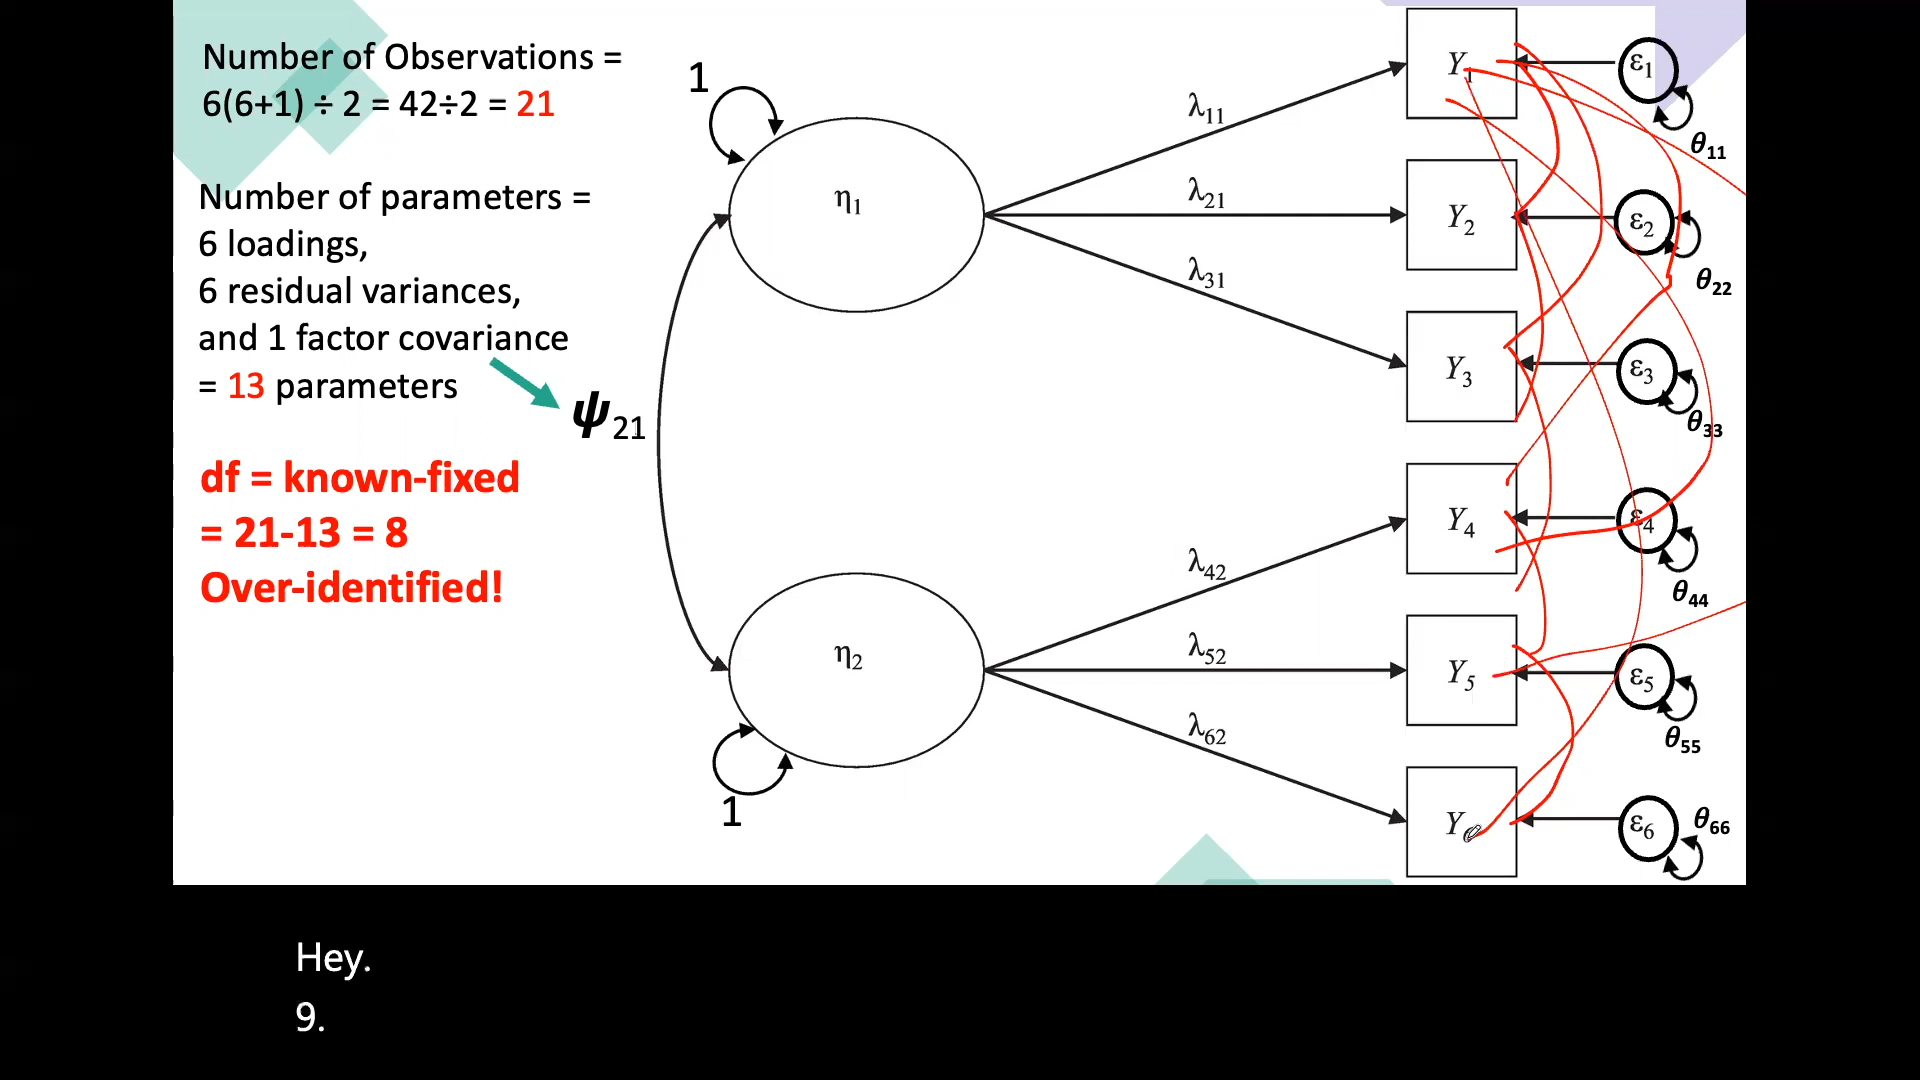 Number of Observations =
6(6+1) ÷ 2 = 42÷2 = 21
Number of parameters =
6 loadings,
6 residual variances,
and 1 factor covariance
= 13 parameters
df = known-fixed
= 21-13 = 8
Over-identified!
ψ21
1
η1
λ11
λ21
λ31
Y1
ε1
θ11
Y2
ε2
θ22
Y3
ε3
θ33
η2
1
λ42
λ52
λ62
Y4
ε4
θ44
Y5
ε5
θ55
Y6
ε6
θ66
Hey.
9.